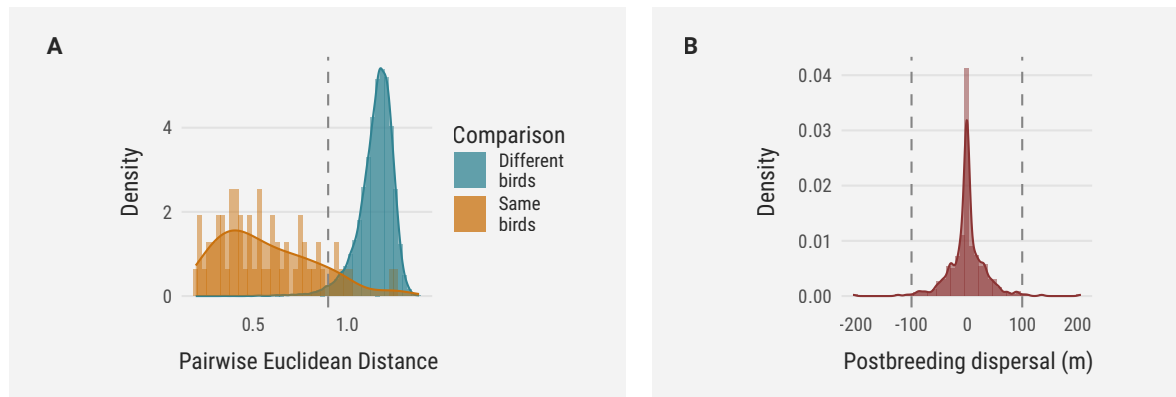 A
Density
4
2
0
0.5
1.0
Pairwise Euclidean Distance
Comparison
Different
birds
Same
birds
B
Density
0.04
0.03
0.02
0.01
0.00
-200
-100
0
100
200
Postbreeding dispersal (m)